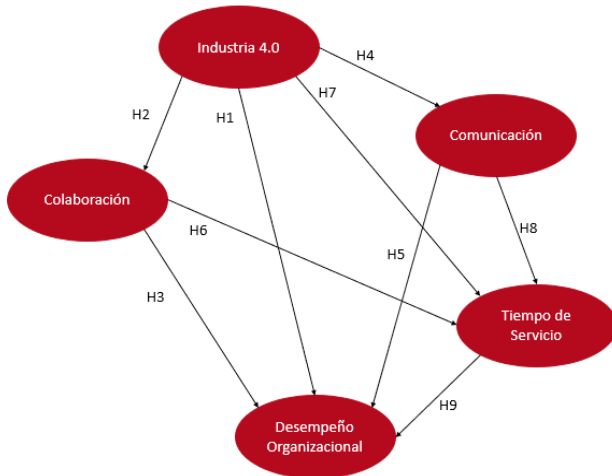 Industria 4.0
H4
H7
H2
H1
Comunicación
Colaboración
H6
H8
H5
H3
Tiempo de
Servicio
H9
Desempeño
Organizacional